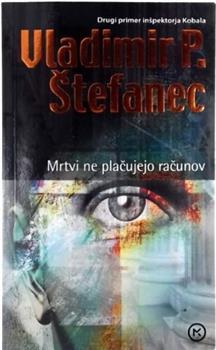 Drugi primer inšpektorja Kobala
Vladimir P.
Štefanec
Mrtvi ne plačujejo računov